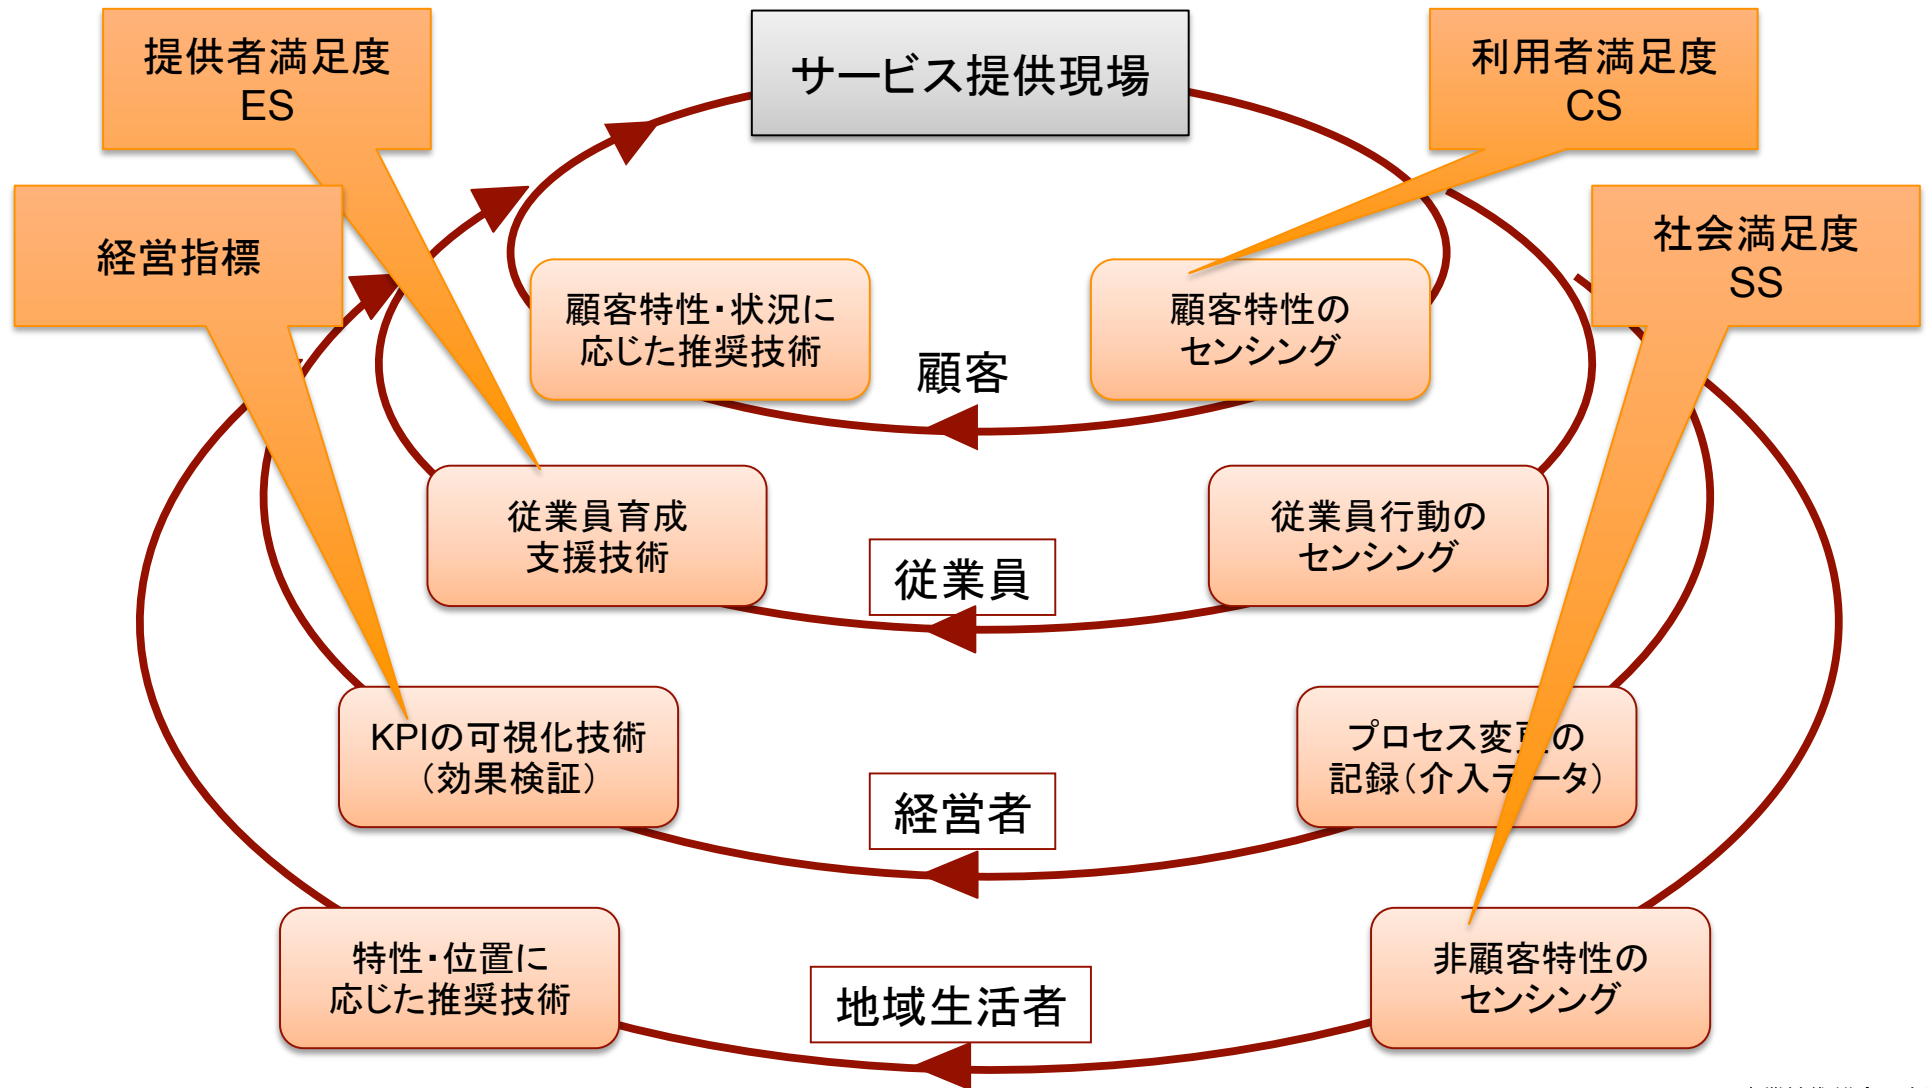 提供者満足度
ES
サービス提供現場
利用者満足度
CS
経営指標
社会満足度
SS
顧客特性・状況に
応じた推奨技術
顧客特性の
センシング
顧客
従業員育成
支援技術
従業員行動の
センシング
従業員
KPIの可視化技術
（効果検証）
プロセス変更の
記録（介入データ）
経営者
特性・位置に
応じた推奨技術
非顧客特性の
センシング
地域生活者